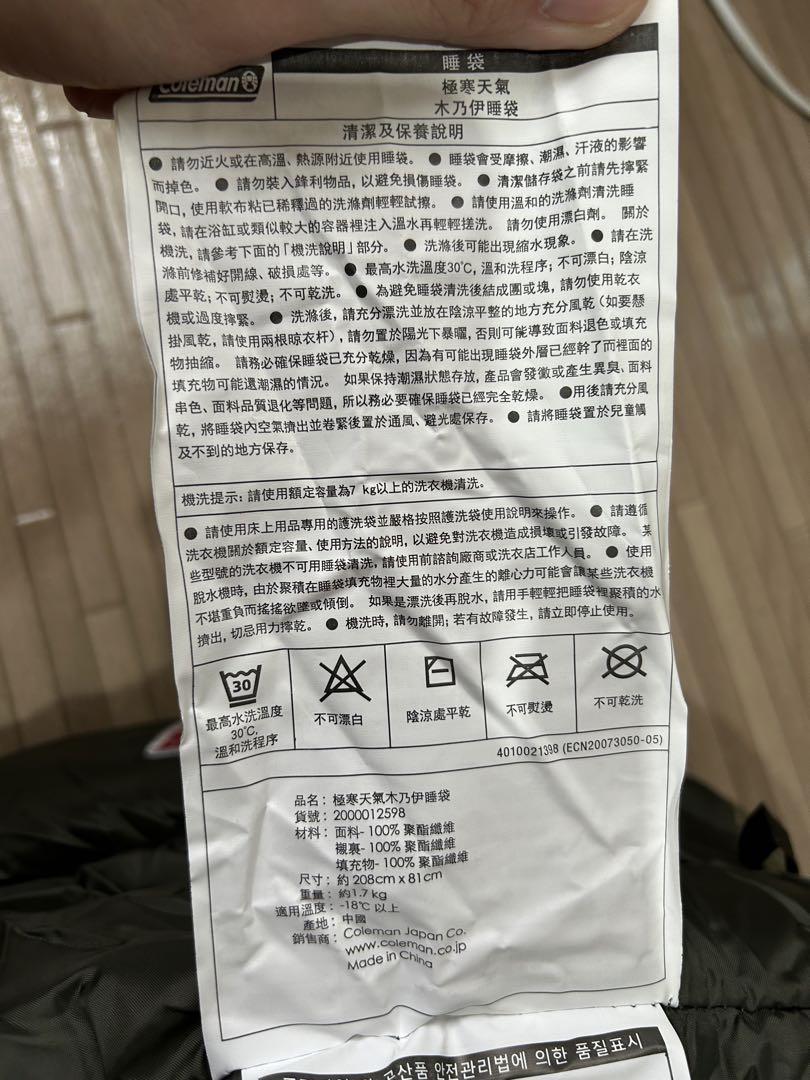 Coleman
睡袋
極寒天氣
木乃伊睡袋
清潔及保養說明
● 請勿近火或在高溫、熱源附近使用睡袋。 ● 睡袋會受摩擦、潮濕、汗液的影響
而掉色。 ● 請勿裝入鋒利物品, 以避免損傷睡袋。 ● 清潔儲存袋之前請先擰緊
開口, 使用軟布粘已稀釋過的洗滌劑輕輕試擦。 ● 請使用溫和的洗滌劑清洗睡
袋, 請在浴缸或類似較大的容器裡注入溫水再輕輕搓洗。 請勿使用漂白劑。 關於
機洗, 請參考下面的「機洗說明」部分。 ● 洗滌後可能出現縮水現象。 ● 請在洗
滌前修補好開線、破損處等。 ● 最高水洗溫度30℃, 溫和洗程序; 不可漂白; 陰涼
處平乾; 不可熨燙; 不可乾洗。 ● 為避免睡袋清洗後結成團或塊, 請勿使用乾衣
機或過度擰緊。 ● 洗滌後, 請充分漂洗並放在陰涼平整的地方充分風乾 (如要懸
掛風乾, 請使用兩根晾衣杆), 請勿置於陽光下暴曬, 否則可能導致面料退色或填充
物抽縮。 請務必確保睡袋已充分乾燥, 因為有可能出現睡袋外層已經幹了而裡面的
填充物可能還潮濕的情況。 如果保持潮濕狀態存放, 產品會發黴或產生異臭、面料
串色、面料品質退化等問題, 所以務必要確保睡袋已經完全乾燥。 ●用後請充分風
乾, 將睡袋內空氣擠出並卷緊後置於通風、避光處保存。 ● 請將睡袋置於兒童觸
及不到的地方保存。
機洗提示: 請使用額定容量為7 kg以上的洗衣機清洗。
● 請使用床上用品專用的護洗袋並嚴格按照護洗袋使用說明來操作。 ● 請遵循
洗衣機關於額定容量、使用方法的說明, 以避免對洗衣機造成損壞或引發故障。 某
些型號的洗衣機不可用睡袋清洗, 請使用前諮詢廠商或洗衣店工作人員。 ● 使用
脫水機時, 由於聚積在睡袋填充物裡大量的水分產生的離心力可能會讓某些洗衣機
不堪重負而搖搖欲墜或傾倒。 如果是漂洗後再脫水, 請用手輕輕把睡袋裡聚積的水
擠出, 切忌用力擰乾。 ● 機洗時, 請勿離開; 若有故障發生, 請立即停止使用。
30
最高水洗溫度
30℃,
溫和洗程序
不可漂白
陰涼處平乾
不可熨燙
不可乾洗
4010021398 (ECN20073050-05)
品名: 極寒天氣木乃伊睡袋
貨號: 2000012598
材料: 面料- 100% 聚酯纖維
襯裏- 100% 聚酯纖維
填充物- 100% 聚酯纖維
尺寸: 約 208cm x 81cm
重量: 約1.7 kg
適用溫度: -18℃ 以上
產地: 中國
銷售商: Coleman Japan Co.
www.coleman.co.jp
Made in China
공산품 안전관리법에 의한 품질표시